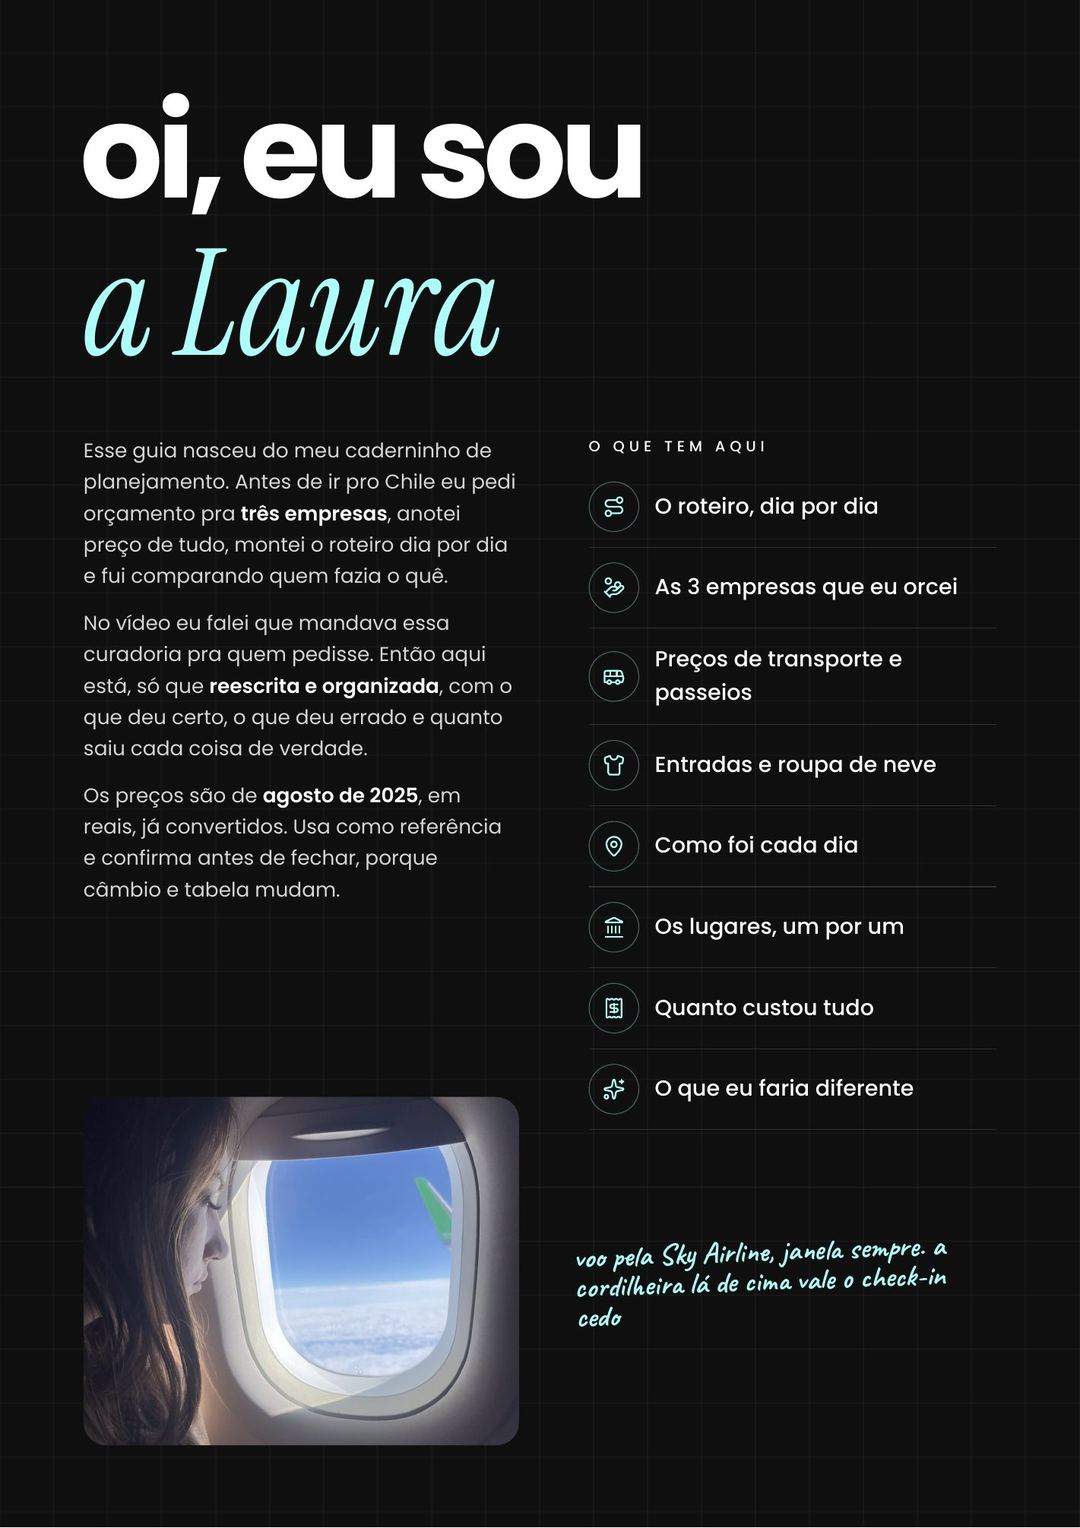 oi, eu sou
a Laura
Esse guia nasceu do meu caderninho de
planejamento. Antes de ir pro Chile eu pedi
orçamento pra três empresas, anotei
preço de tudo, montei o roteiro dia por dia
e fui comparando quem fazia o quê.
No vídeo eu falei que mandava essa
curadoria pra quem pedisse. Então aqui
está, só que reescrita e organizada, com o
que deu certo, o que deu errado e quanto
saiu cada coisa de verdade.
Os preços são de agosto de 2025, em
reais, já convertidos. Usa como referência
e confirma antes de fechar, porque
câmbio e tabela mudam.
O QUE TEM AQUI
O roteiro, dia por dia
As 3 empresas que eu orcei
Preços de transporte e
passeios
Entradas e roupa de neve
Como foi cada dia
Os lugares, um por um
Quanto custou tudo
O que eu faria diferente
voo pela Sky Airline, janela sempre. a
cordilheira lá de cima vale o check-in
cedo